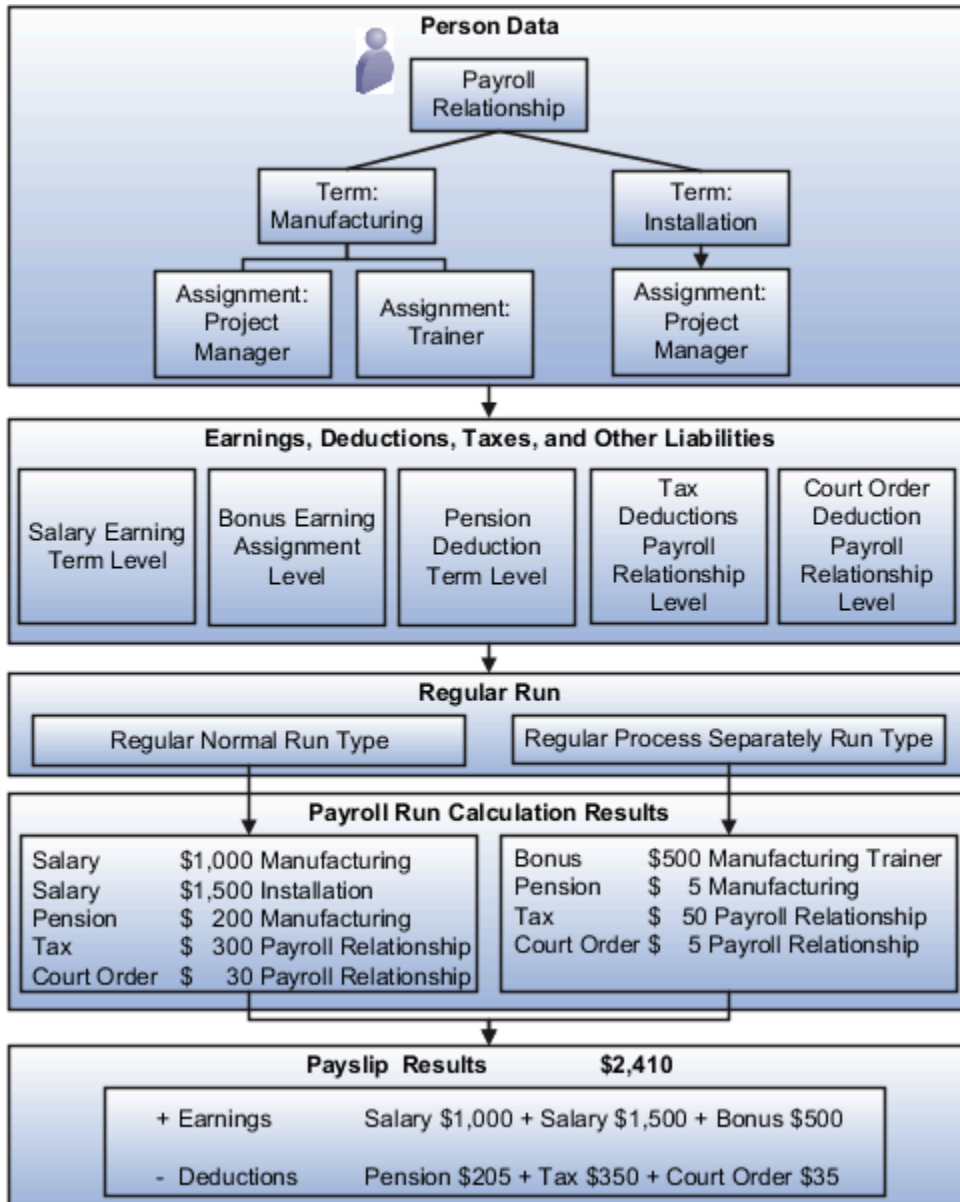 Person Data
Payroll
Relationship
Term:
Manufacturing
Term:
Installation
Assignment:
Project
Manager
Assignment:
Trainer
Assignment:
Project
Manager
Earnings, Deductions, Taxes, and Other Liabilities
Salary Earning
Term Level
Bonus Earning
Assignment
Level
Pension
Deduction
Term Level
Tax
Deductions
Payroll
Relationship
Level
Court Order
Deduction
Payroll
Relationship
Level
Regular Run
Regular Normal Run Type
Regular Process Separately Run Type
Payroll Run Calculation Results
Salary $1,000 Manufacturing
Salary $1,500 Installation
Pension $ 200 Manufacturing
Tax $ 300 Payroll Relationship
Court Order $ 30 Payroll Relationship
Bonus $500 Manufacturing Trainer
Pension $ 5 Manufacturing
Tax $ 50 Payroll Relationship
Court Order $ 5 Payroll Relationship
Payslip Results $2,410
+ Earnings Salary $1,000 + Salary $1,500 + Bonus $500
- Deductions Pension $205 + Tax $350 + Court Order $35